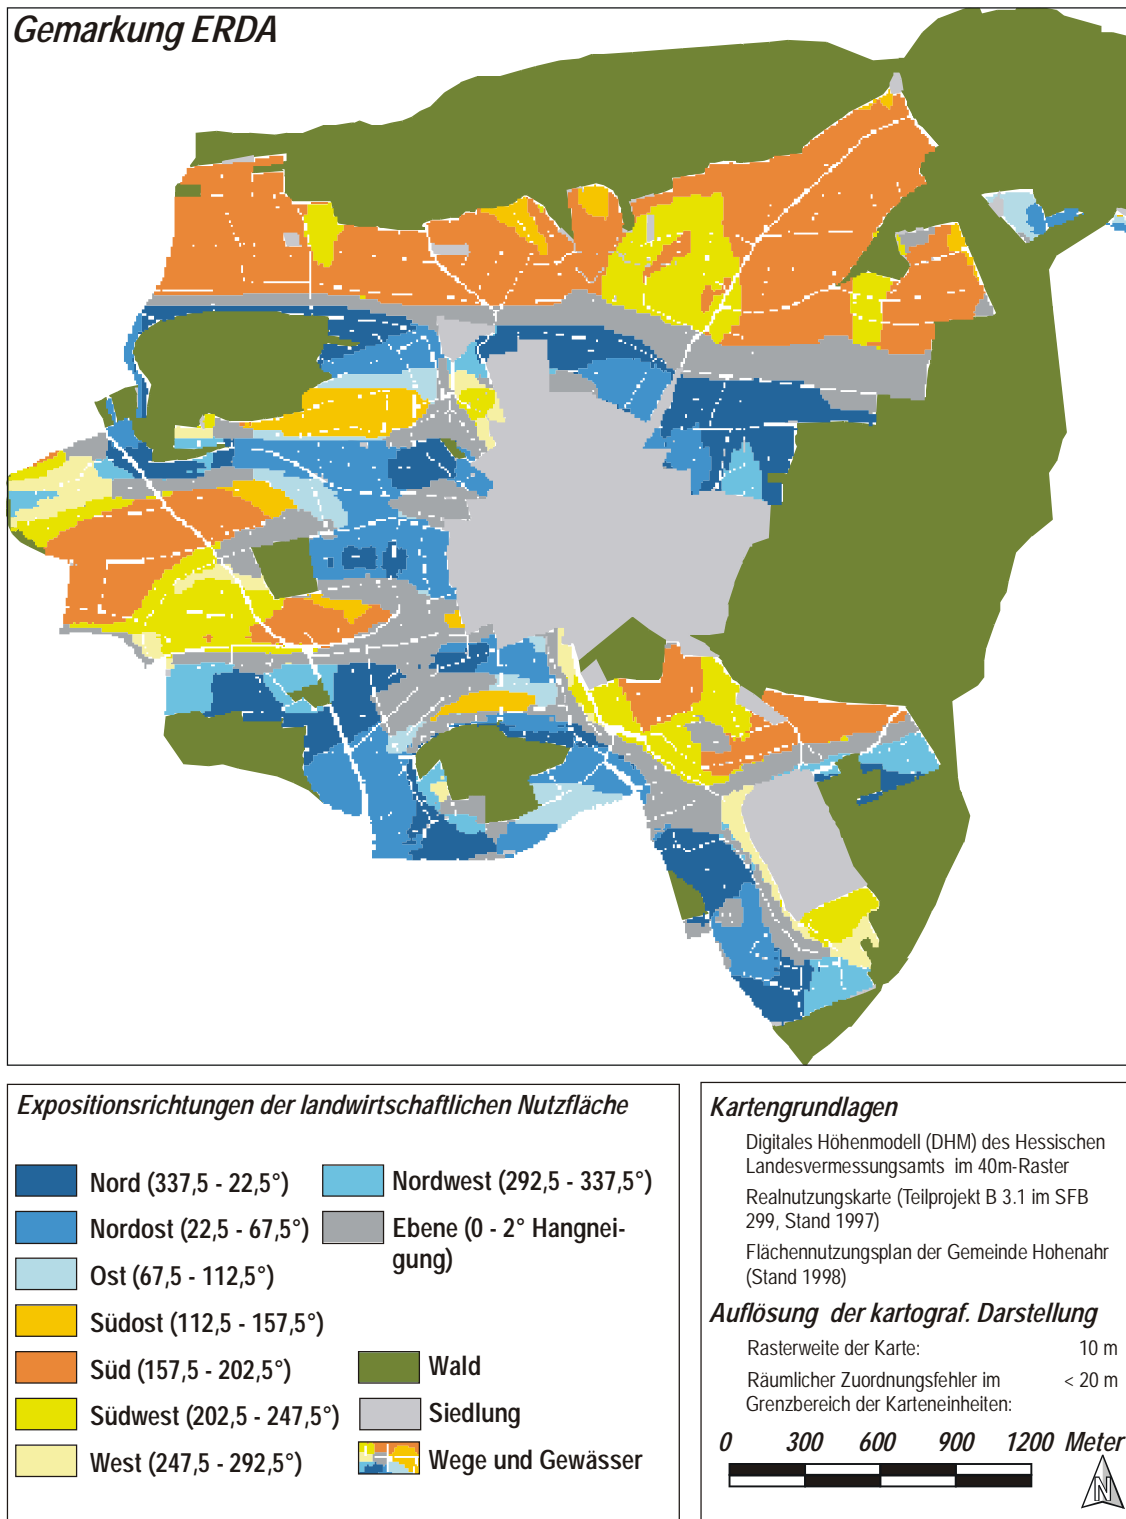 Gemarkung ERDA
Expositionsrichtungen der landwirtschaftlichen Nutzfläche
Nord (337,5 - 22,5°)
Nordost (22,5 - 67,5°)
Ost (67,5 - 112,5°)
Südost (112,5 - 157,5°)
Süd (157,5 - 202,5°)
Südwest (202,5 - 247,5°)
West (247,5 - 292,5°)
Nordwest (292,5 - 337,5°)
Ebene (0 - 2° Hangnei-
gung)
Wald
Siedlung
Wege und Gewässer
Kartengrundlagen
Digitales Höhenmodell (DHM) des Hessischen
Landesvermessungsamts im 40m-Raster
Realnutzungskarte (Teilprojekt B 3.1 im SFB
299, Stand 1997)
Flächennutzungsplan der Gemeinde Hohenahr
(Stand 1998)
Auflösung der kartograf. Darstellung
Rasterweite der Karte: 10 m
Räumlicher Zuordnungsfehler im < 20 m
Grenzbereich der Karteneinheiten:
0 300 600 900 1200 Meter
N